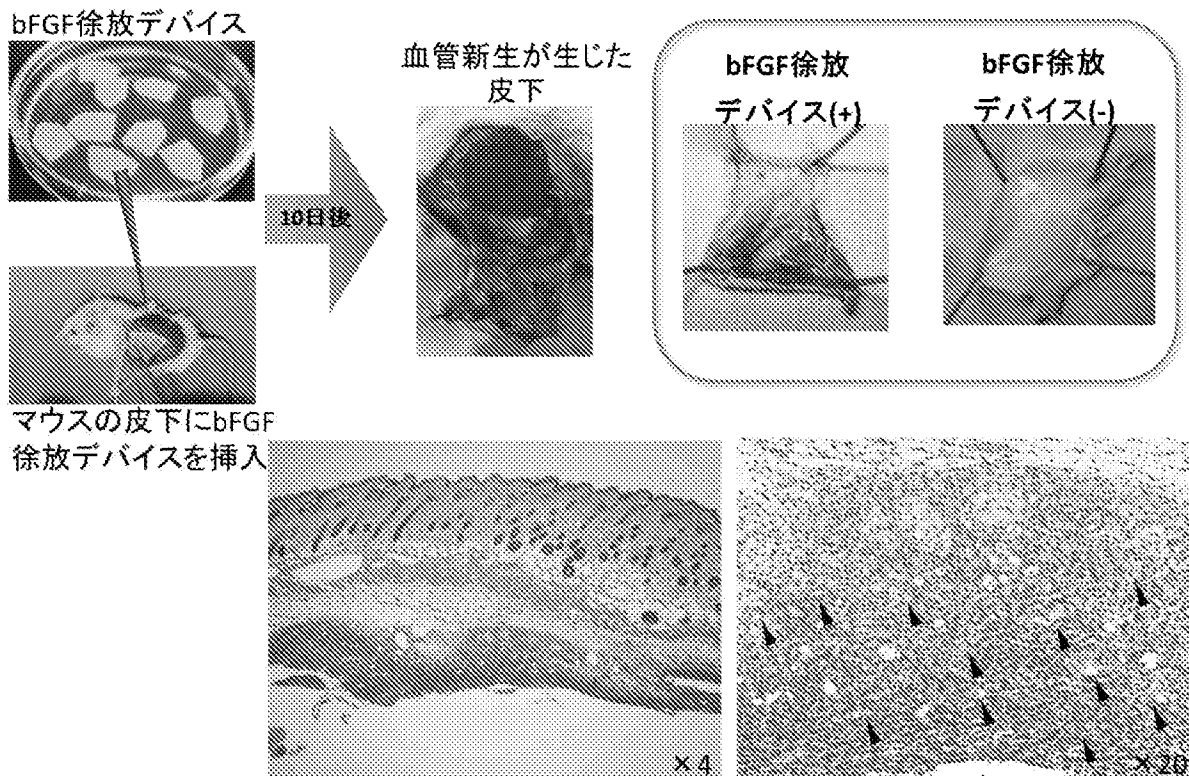 bFGF徐放デバイス
マウスの皮下にbFGF
徐放デバイスを挿入
10日後
血管新生が生じた
皮下
bFGF徐放
デバイス(+)
bFGF徐放
デバイス(-)
×4
×20